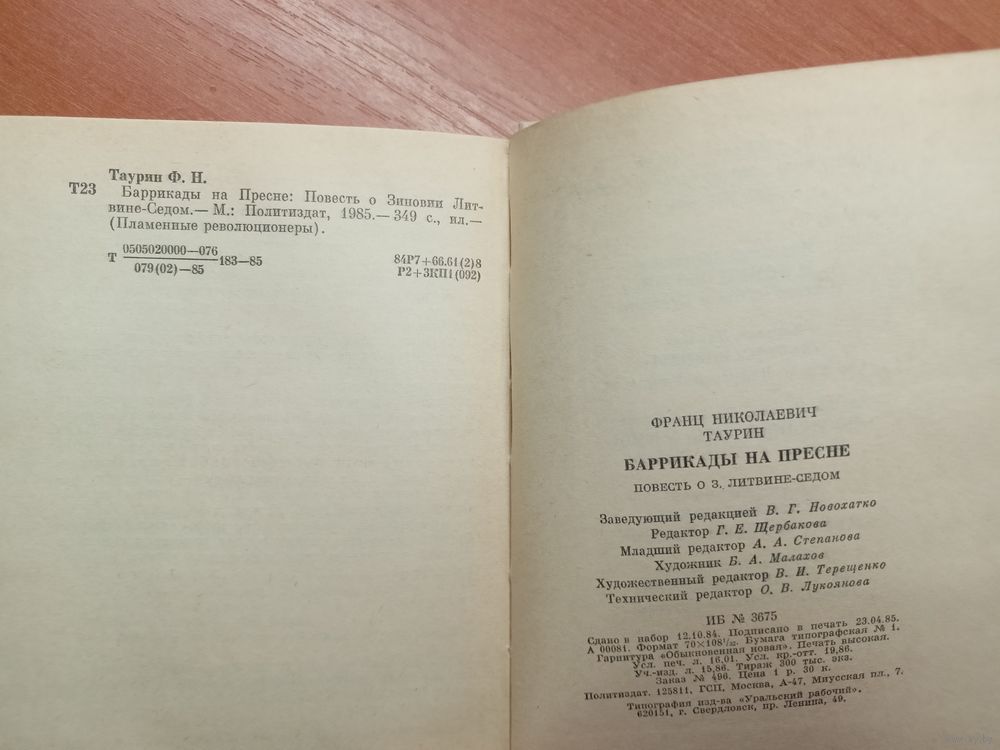 Таурин Ф. Н.
Т23 Баррикады на Пресне: Повесть о Зиновии Лит-
вине-Седом.— М.: Политиздат, 1985.— 349 с., ил.—
(Пламенные революционеры).
Т 0505020000—076 183—85
079(02)—85
84Р7+66.61(2)8
Р2+3КП1(092)
ФРАНЦ НИКОЛАЕВИЧ
ТАУРИН
БАРРИКАДЫ НА ПРЕСНЕ
ПОВЕСТЬ О З. ЛИТВИНЕ-СЕДОМ
Заведующий редакцией В. Г. Новохатко
Редактор Г. Е. Щербакова
Младший редактор А. А. Степанова
Художник Б. А. Малахов
Художественный редактор В. И. Терещенко
Технический редактор О. В. Лукоянова
ИБ № 3675
Сдано в набор 12.10.84. Подписано в печать 23.04.85.
А 00081. Формат 70×108¹/₃₂. Бумага типографская № 1.
Гарнитура «Обыкновенная новая». Печать высокая.
Усл. печ. л. 16,01. Усл. кр.-отт. 19,86.
Уч.-изд. л. 15,86. Тираж 300 тыс. экз.
Заказ № 496. Цена 1 р. 30 к.
Политиздат. 125811, ГСП, Москва, А-47, Миусская пл., 7.
Типография изд-ва «Уральский рабочий».
620151, г. Свердловск, пр. Ленина, 49.